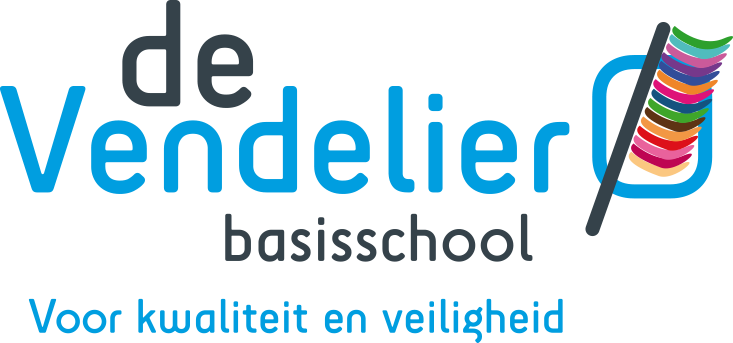 de
Vendelier
basisschool
Voor kwaliteit en veiligheid